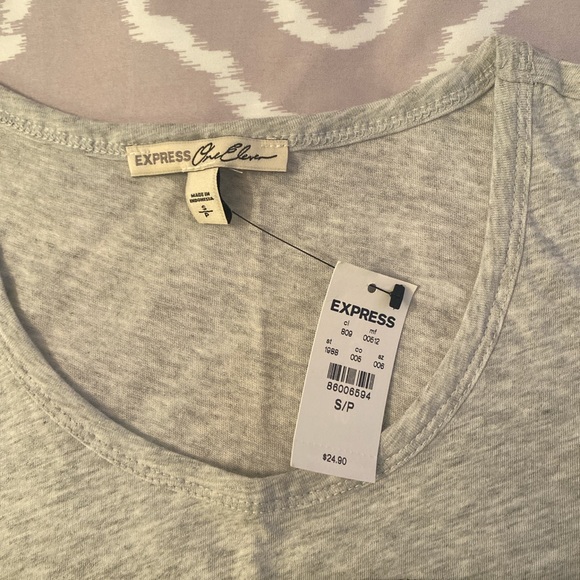 EXPRESS One Eleven
MADE IN
INDONESIA
S
P
EXPRESS
cl mf
809 00512
st co sz
1988 005 006
86006594
S/P
$24.90